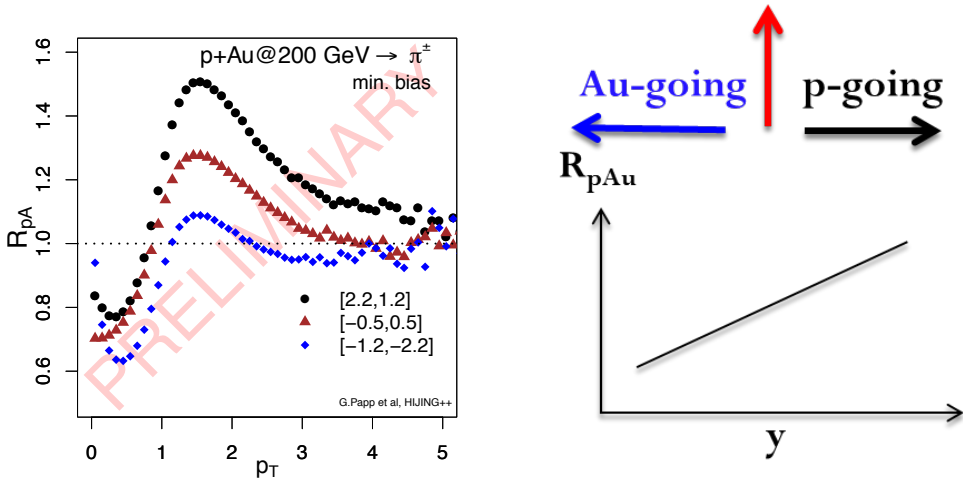 p+Au@200 GeV → π±
min. bias
PRELIMINARY
R_pA
1.6
1.4
1.2
1.0
0.8
0.6
[2.2,1.2]
[−0.5,0.5]
[−1.2,−2.2]
G.Papp et al, HIJING++
0 1 2 3 4 5
p_T
Au-going p-going
R_pAu
y